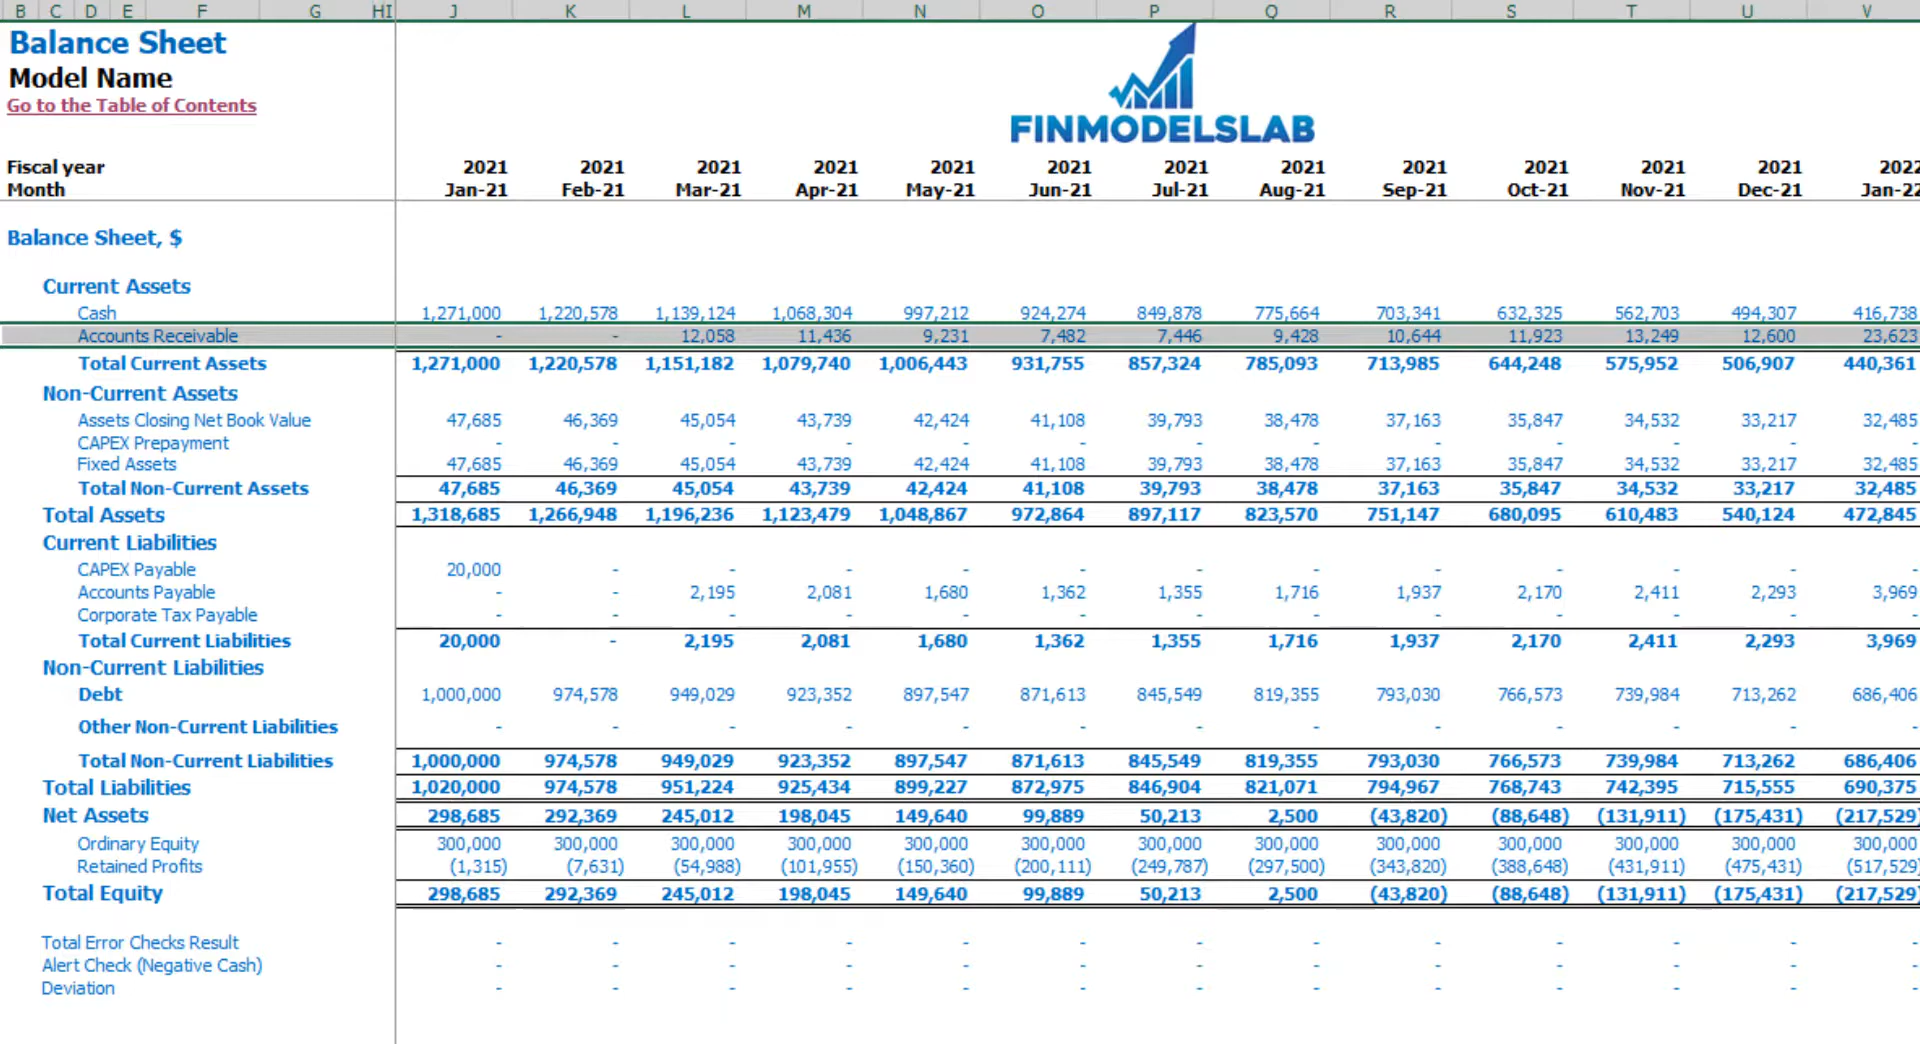 B C D E F G HI J K L M N O P Q R S T U V
Balance Sheet
Model Name
Go to the Table of Contents
FINMODELSLAB
Fiscal year 2021 2021 2021 2021 2021 2021 2021 2021 2021 2021 2021 2021 2022
Month Jan-21 Feb-21 Mar-21 Apr-21 May-21 Jun-21 Jul-21 Aug-21 Sep-21 Oct-21 Nov-21 Dec-21 Jan-22
Balance Sheet, $
Current Assets
Cash 1,271,000 1,220,578 1,139,124 1,068,304 997,212 924,274 849,878 775,664 703,341 632,325 562,703 494,307 416,738
Accounts Receivable - - 12,058 11,436 9,231 7,482 7,446 9,428 10,644 11,923 13,249 12,600 23,623
Total Current Assets 1,271,000 1,220,578 1,151,182 1,079,740 1,006,443 931,755 857,324 785,093 713,985 644,248 575,952 506,907 440,361
Non-Current Assets
Assets Closing Net Book Value 47,685 46,369 45,054 43,739 42,424 41,108 39,793 38,478 37,163 35,847 34,532 33,217 32,485
CAPEX Prepayment - - - - - - - - - - - - -
Fixed Assets 47,685 46,369 45,054 43,739 42,424 41,108 39,793 38,478 37,163 35,847 34,532 33,217 32,485
Total Non-Current Assets 47,685 46,369 45,054 43,739 42,424 41,108 39,793 38,478 37,163 35,847 34,532 33,217 32,485
Total Assets 1,318,685 1,266,948 1,196,236 1,123,479 1,048,867 972,864 897,117 823,570 751,147 680,095 610,483 540,124 472,845
Current Liabilities
CAPEX Payable 20,000 - - - - - - - - - - - -
Accounts Payable - - 2,195 2,081 1,680 1,362 1,355 1,716 1,937 2,170 2,411 2,293 3,969
Corporate Tax Payable - - - - - - - - - - - - -
Total Current Liabilities 20,000 - 2,195 2,081 1,680 1,362 1,355 1,716 1,937 2,170 2,411 2,293 3,969
Non-Current Liabilities
Debt 1,000,000 974,578 949,029 923,352 897,547 871,613 845,549 819,355 793,030 766,573 739,984 713,262 686,406
Other Non-Current Liabilities - - - - - - - - - - - - -
Total Non-Current Liabilities 1,000,000 974,578 949,029 923,352 897,547 871,613 845,549 819,355 793,030 766,573 739,984 713,262 686,406
Total Liabilities 1,020,000 974,578 951,224 925,434 899,227 872,975 846,904 821,071 794,967 768,743 742,395 715,555 690,375
Net Assets 298,685 292,369 245,012 198,045 149,640 99,889 50,213 2,500 (43,820) (88,648) (131,911) (175,431) (217,529)
Ordinary Equity 300,000 300,000 300,000 300,000 300,000 300,000 300,000 300,000 300,000 300,000 300,000 300,000 300,000
Retained Profits (1,315) (7,631) (54,988) (101,955) (150,360) (200,111) (249,787) (297,500) (343,820) (388,648) (431,911) (475,431) (517,529
Total Equity 298,685 292,369 245,012 198,045 149,640 99,889 50,213 2,500 (43,820) (88,648) (131,911) (175,431) (217,529)
Total Error Checks Result - - - - - - - - - - - - -
Alert Check (Negative Cash) - - - - - - - - - - - - -
Deviation - - - - - - - - - - - - -